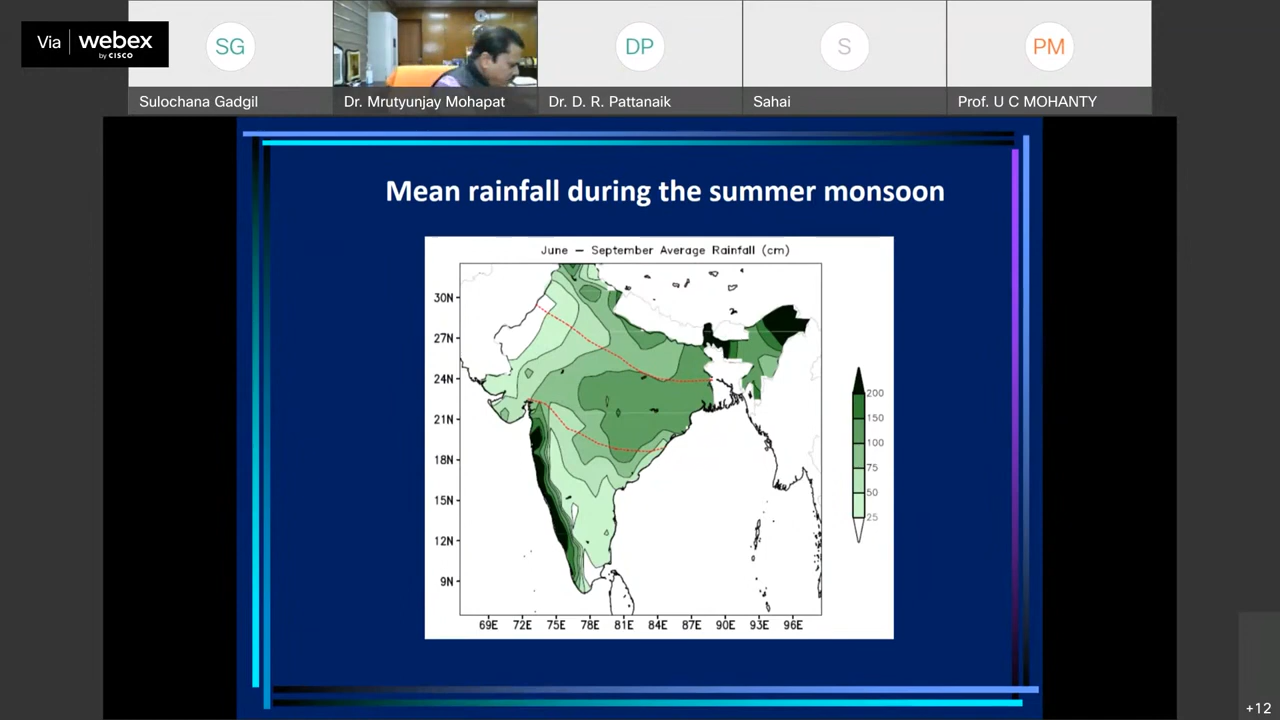 Via webex
by CISCO
SG
DP
S
PM
Sulochana Gadgil
Dr. Mrutyunjay Mohapat
Dr. D. R. Pattanaik
Sahai
Prof. U C MOHANTY
Mean rainfall during the summer monsoon
June – September Average Rainfall (cm)
30N
27N
24N
21N
18N
15N
12N
9N
69E 72E 75E 78E 81E 84E 87E 90E 93E 96E
200
150
100
75
50
25
+12